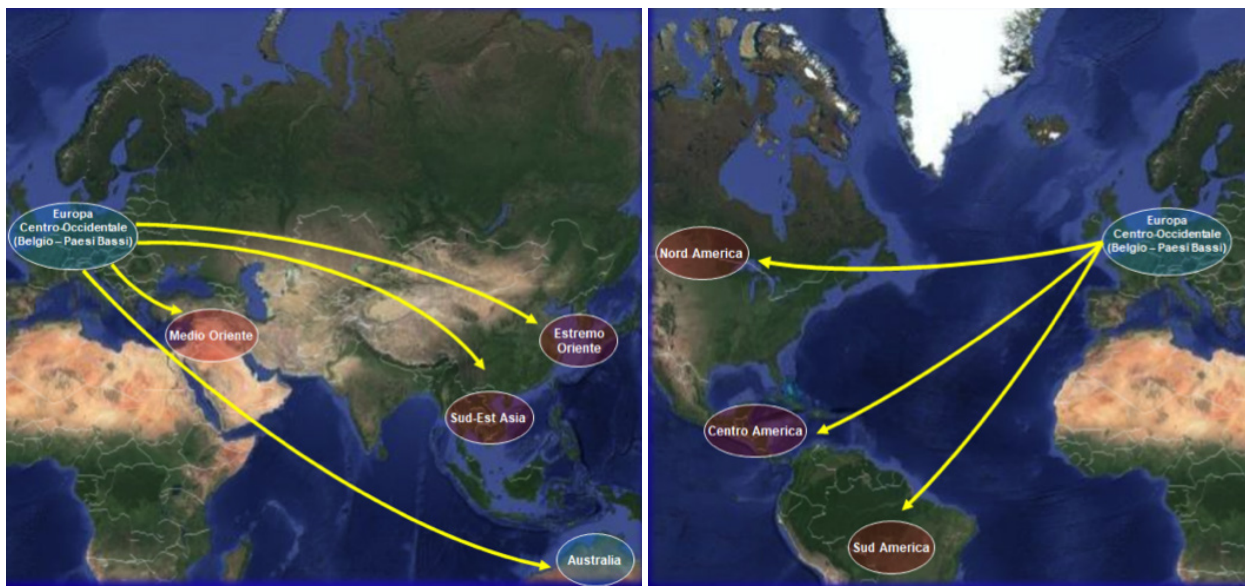 Europa
Centro-Occidentale
(Belgio – Paesi Bassi)
Medio Oriente
Estremo
Oriente
Sud-Est Asia
Australia
Europa
Centro-Occidentale
(Belgio – Paesi Bassi)
Nord America
Centro America
Sud America